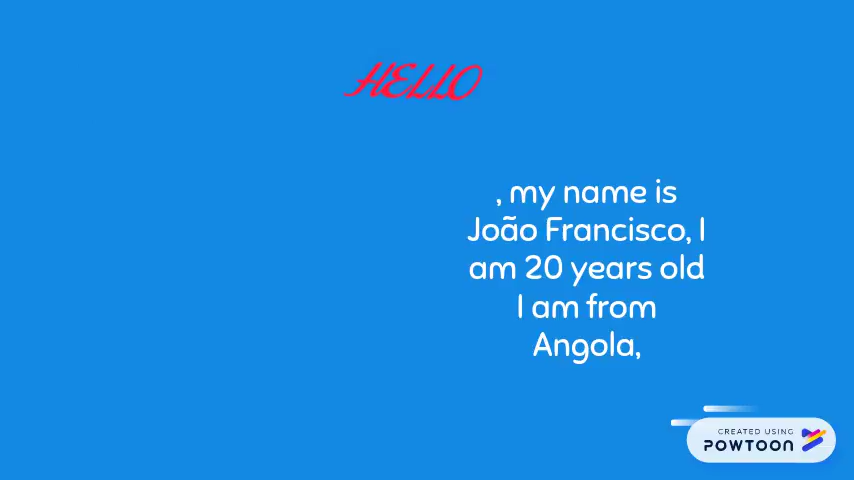 HELLO
, my name is
João Francisco, I
am 20 years old
I am from
Angola,
CREATED USING
POWTOON